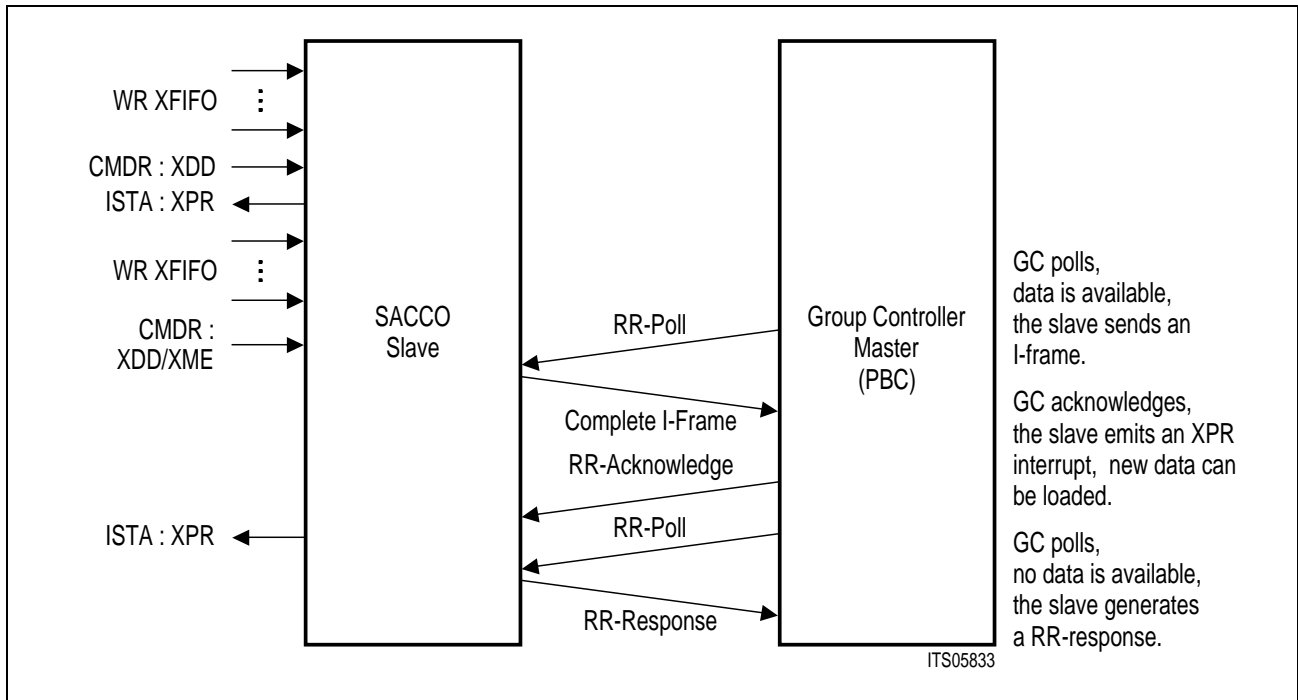 WR XFIFO
CMDR : XDD
ISTA : XPR
WR XFIFO
CMDR :
XDD/XME
ISTA : XPR
SACCO
Slave
RR-Poll
Complete I-Frame
RR-Acknowledge
RR-Poll
RR-Response
Group Controller
Master
(PBC)
GC polls,
data is available,
the slave sends an
I-frame.
GC acknowledges,
the slave emits an XPR
interrupt, new data can
be loaded.
GC polls,
no data is available,
the slave generates
a RR-response.
ITS05833